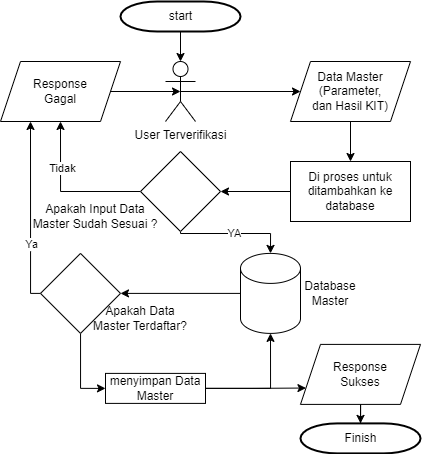 start
Response
Gagal
Data Master
(Parameter,
dan Hasil KIT)
User Terverifikasi
Tidak
Di proses untuk
ditambahkan ke
database
Apakah Input Data
Master Sudah Sesuai ?
YA
Ya
Database
Master
Apakah Data
Master Terdaftar?
menyimpan Data
Master
Response
Sukses
Finish